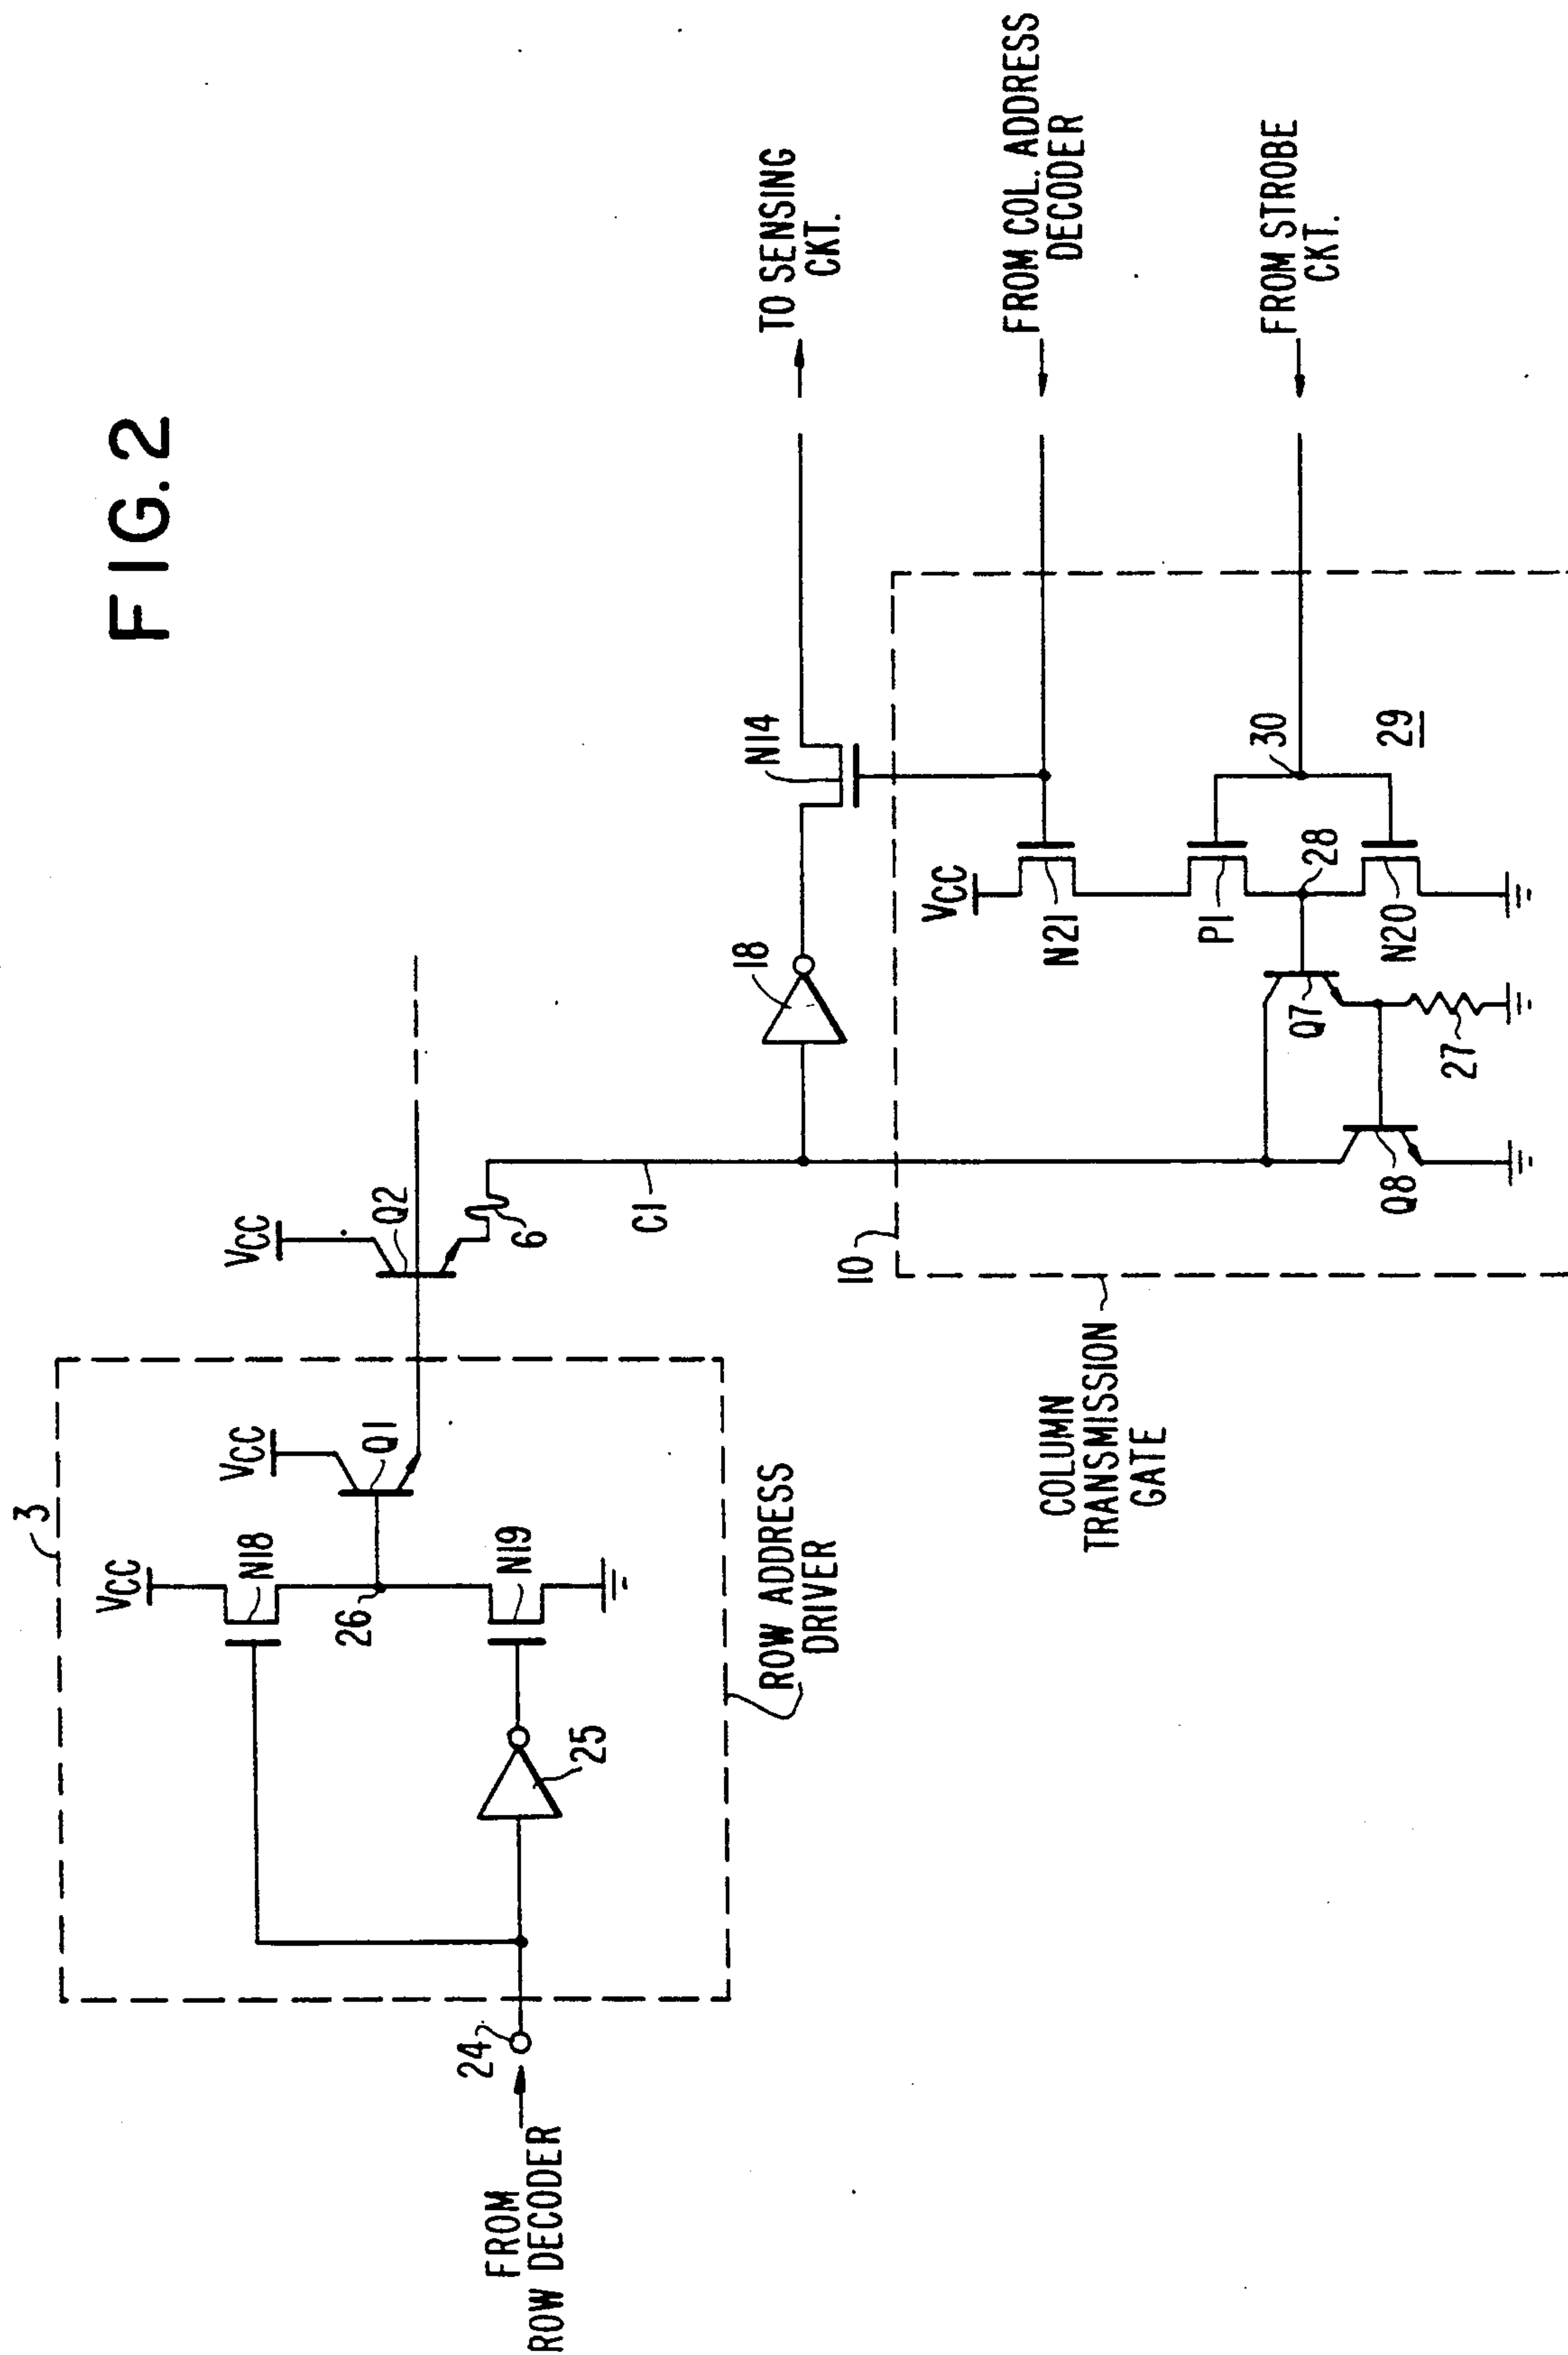 FIG. 2
3
VCC
N18
26
N19
25
24
FROM
ROW DECODER
VCC
Q1
ROW ADDRESS
DRIVER
VCC
Q2
6
C1
18
N14
TO SENSING
CKT.
10
COLUMN
TRANSMISSION
GATE
VCC
N21
P1
28
N20
30
29
Q7
27
Q8
FROM COL. ADDRESS
DECODER
FROM STROBE
CKT.